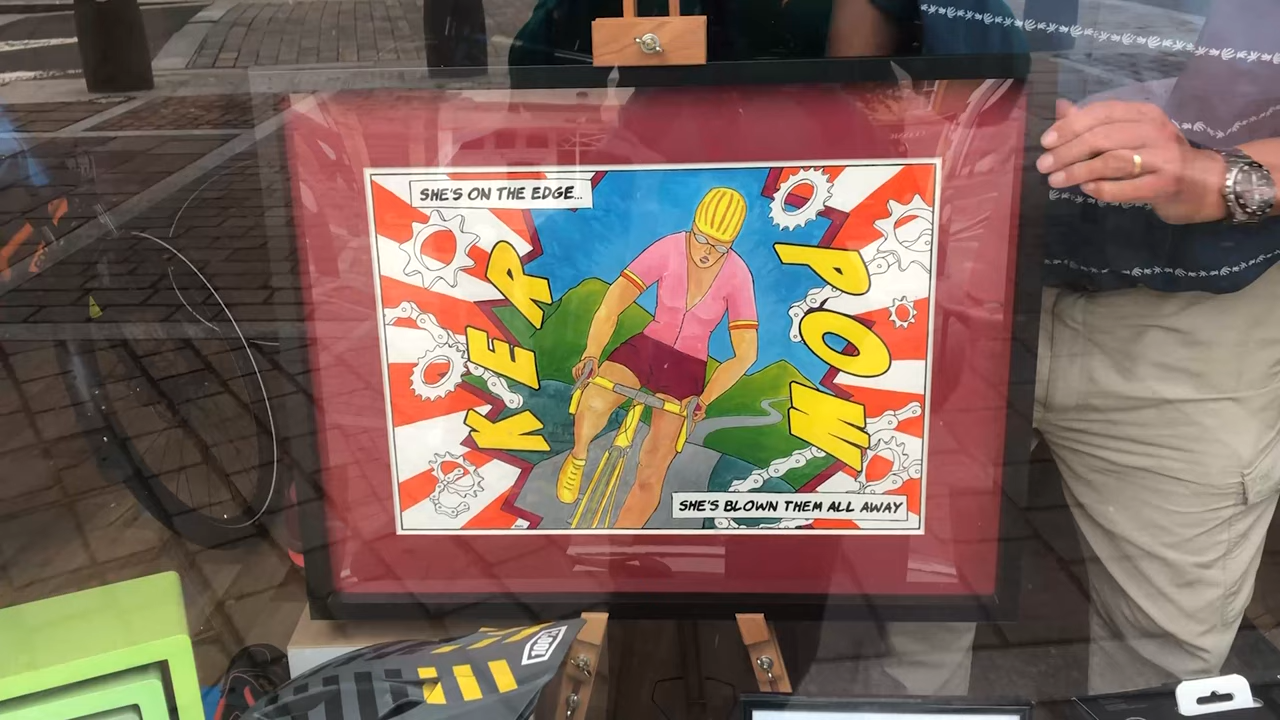 SHE'S ON THE EDGE...
KER
POW
SHE'S BLOWN THEM ALL AWAY
100%